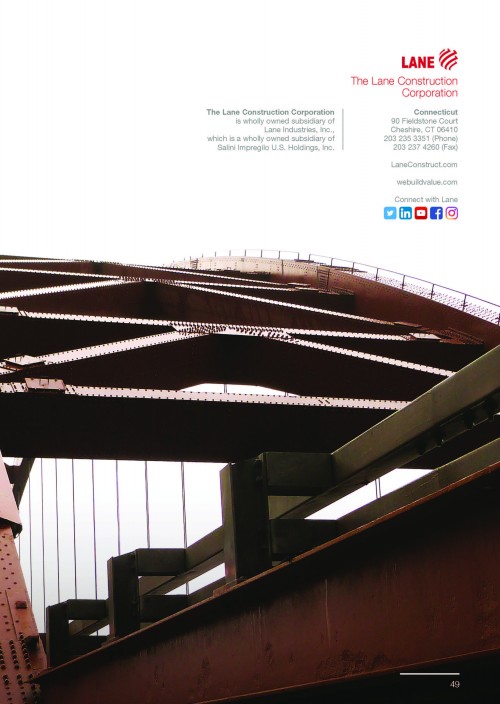 LANE
The Lane Construction
Corporation
The Lane Construction Corporation
is wholly owned subsidiary of
Lane Industries, Inc.,
which is a wholly owned subsidiary of
Salini Impregilo U.S. Holdings, inc.
Connecticut
90 Fieldstone Court
Cheshire, CT 06410
203 235 3351 (Phone)
203 237 4260 (Fax)
LaneConstruct.com
webuildvalue.com
Connect with Lane
49